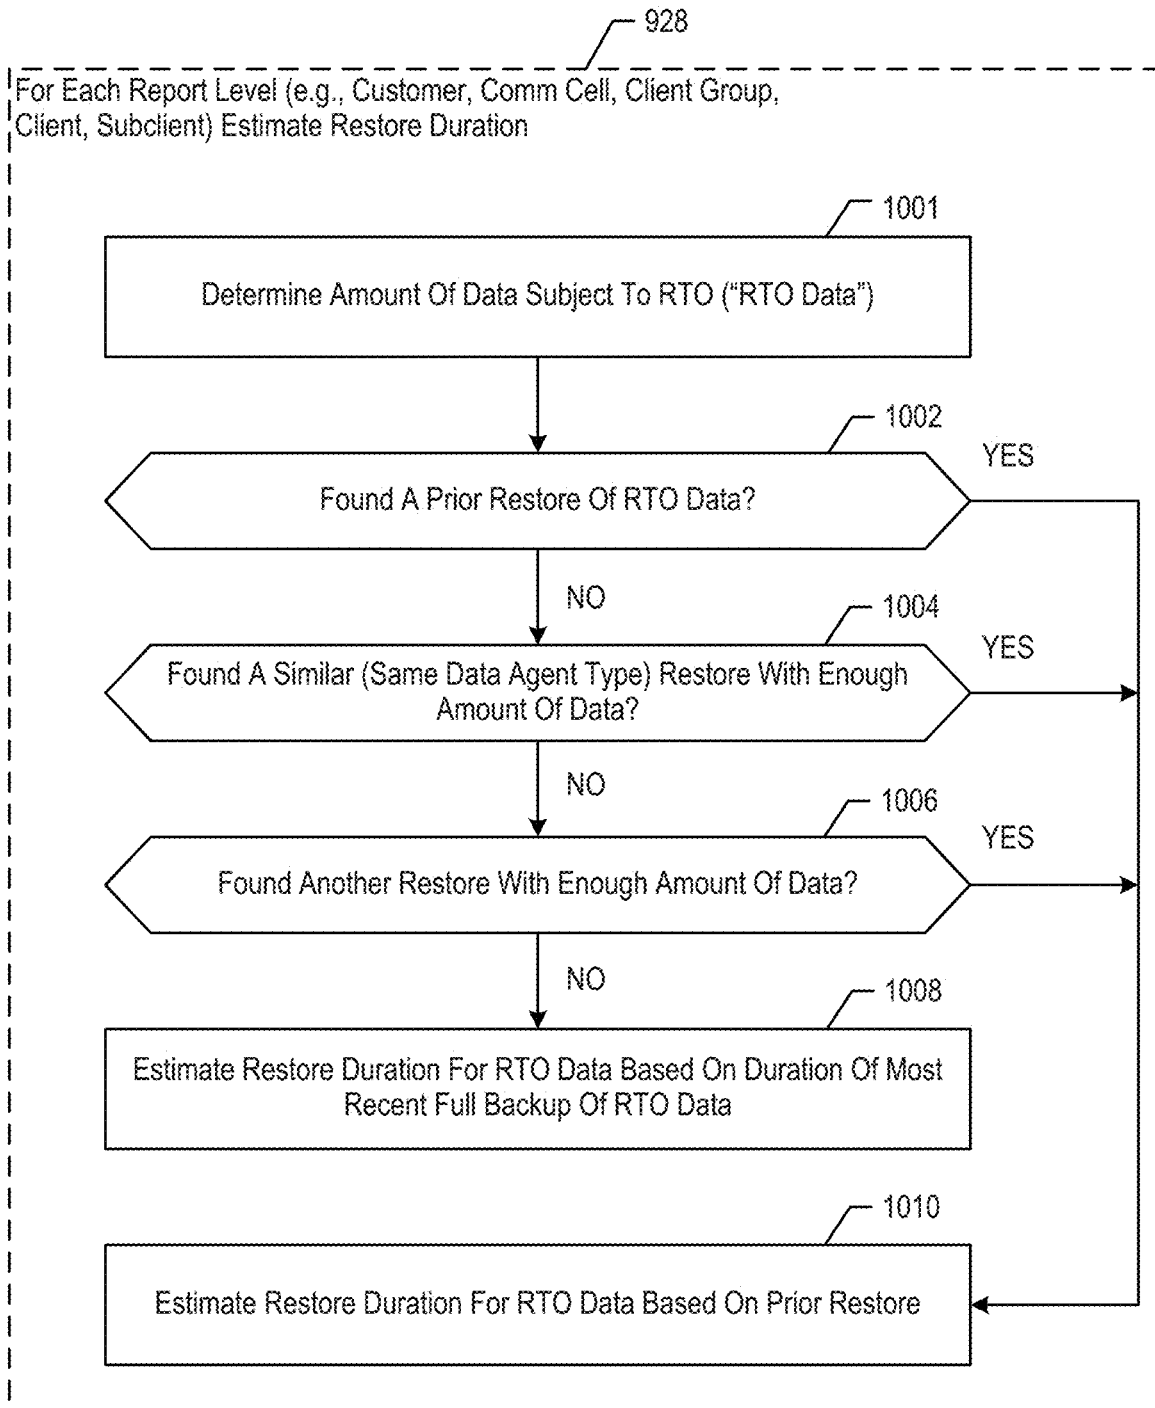 928
For Each Report Level (e.g., Customer, Comm Cell, Client Group,
Client, Subclient) Estimate Restore Duration
1001
Determine Amount Of Data Subject To RTO (“RTO Data”)
1002
YES
Found A Prior Restore Of RTO Data?
NO
1004
YES
Found A Similar (Same Data Agent Type) Restore With Enough
Amount Of Data?
NO
1006
YES
Found Another Restore With Enough Amount Of Data?
NO
1008
Estimate Restore Duration For RTO Data Based On Duration Of Most
Recent Full Backup Of RTO Data
1010
Estimate Restore Duration For RTO Data Based On Prior Restore